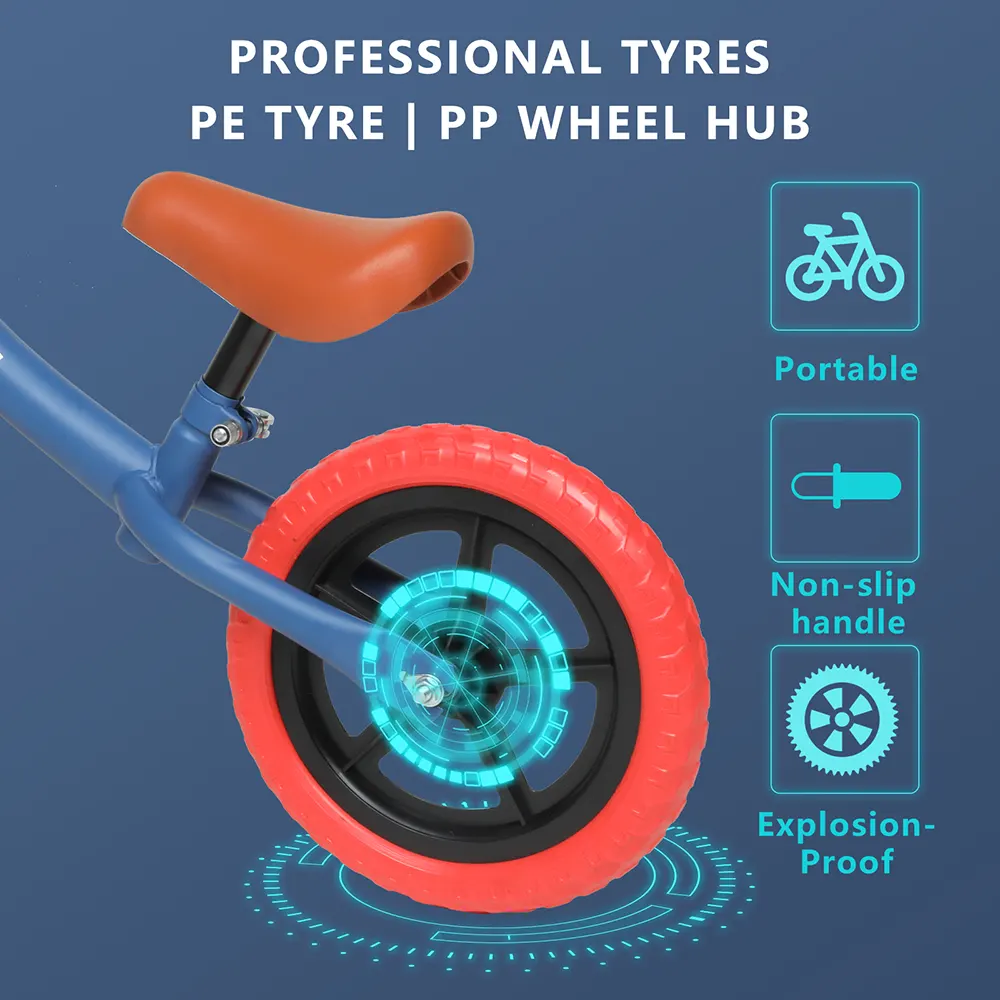 PROFESSIONAL TYRES
PE TYRE | PP WHEEL HUB
Portable
Non-slip
handle
Explosion-
Proof